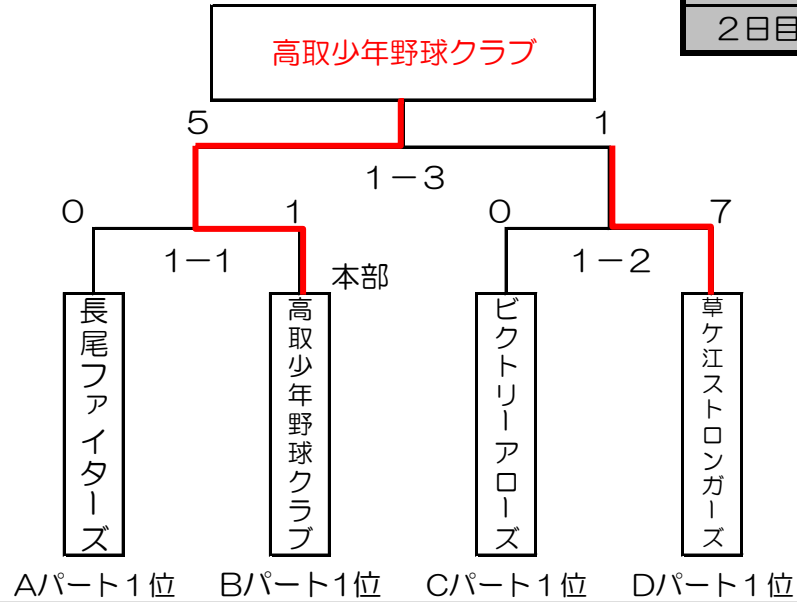 2日目
高取少年野球クラブ
5
1
1-3
0
1
0
7
1-1
1-2
本部
長尾ファイターズ
高取少年野球クラブ
ビクトリーアローズ
草ケ江ストロンガーズ
Aパート1位
Bパート1位
Cパート1位
Dパート1位